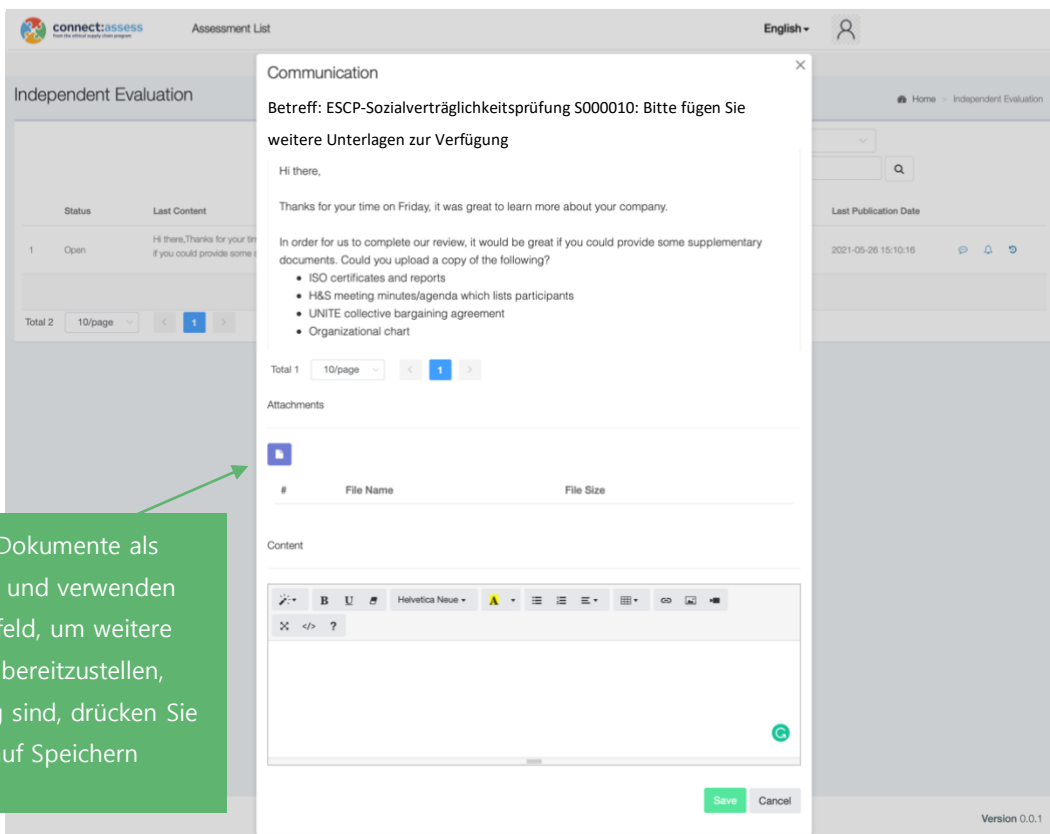 connect:assess
from the ethical supply chain program
Assessment List
English
Independent Evaluation
Home > Independent Evaluation
Status
Last Content
Last Publication Date
1
Open
Hi there,Thanks for your tim
if you could provide some s
2021-05-26 15:10:16
Total 2
10/page
<
1
>
Communication
×
Betreff: ESCP-Sozialverträglichkeitsprüfung S000010: Bitte fügen Sie
weitere Unterlagen zur Verfügung
Hi there,
Thanks for your time on Friday, it was great to learn more about your company.
In order for us to complete our review, it would be great if you could provide some supplementary
documents. Could you upload a copy of the following?
• ISO certificates and reports
• H&S meeting minutes/agenda which lists participants
• UNITE collective bargaining agreement
• Organizational chart
Total 1
10/page
<
1
>
Attachments
#
File Name
File Size
Content
B U Helvetica Neue A
</> ?
Save
Cancel
Dokumente als
und verwenden
feld, um weitere
bereitzustellen,
sind, drücken Sie
uf Speichern
Version 0.0.1